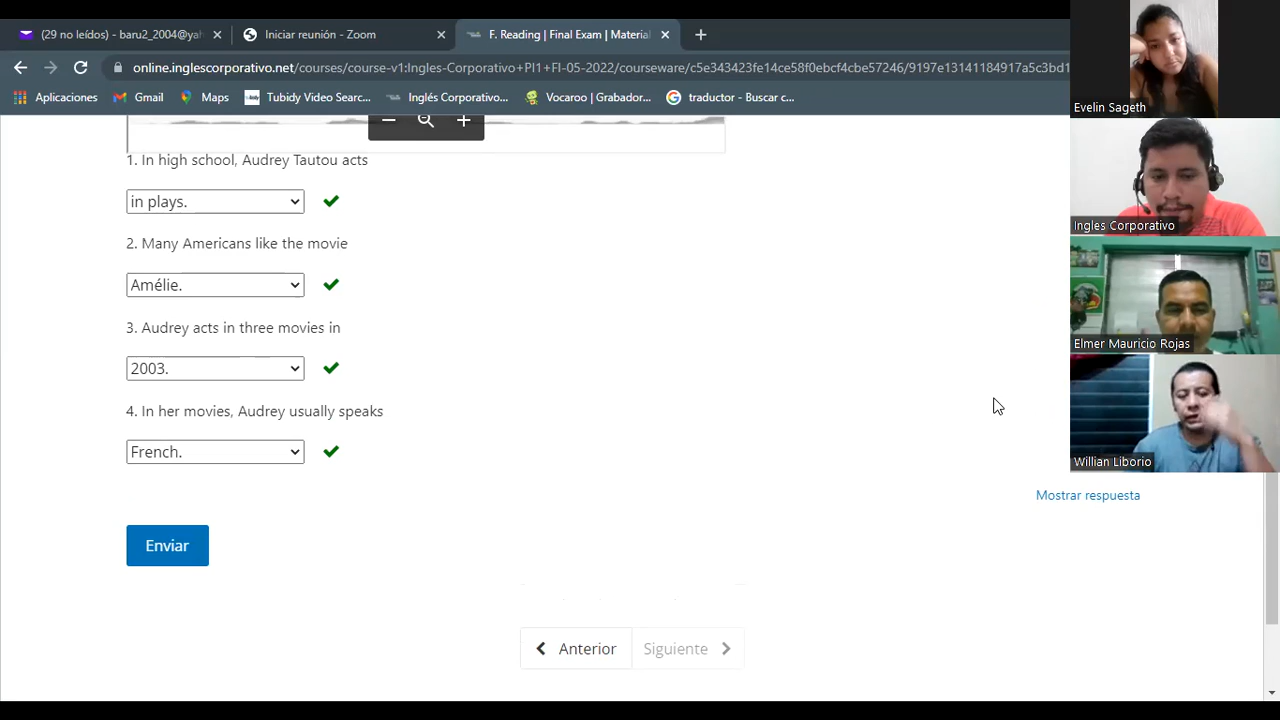 (29 no leídos) - baru2_2004@yah
Iniciar reunión - Zoom
F. Reading | Final Exam | Material
online.inglescorporativo.net/courses/course-v1:Ingles-Corporativo+PI1+FI-05-2022/courseware/c5e343423fe14ce58f0ebcf4cbe57246/9197e13141184917a5c3bd1
Aplicaciones
Gmail
Maps
Tubidy Video Searc...
Inglés Corporativo...
Vocaroo | Grabador...
traductor - Buscar c...
1. In high school, Audrey Tautou acts
in plays.
2. Many Americans like the movie
Amélie.
3. Audrey acts in three movies in
2003.
4. In her movies, Audrey usually speaks
French.
Mostrar respuesta
Enviar
Anterior
Siguiente
Evelin Sageth
Ingles Corporativo
Elmer Mauricio Rojas
Willian Liborio